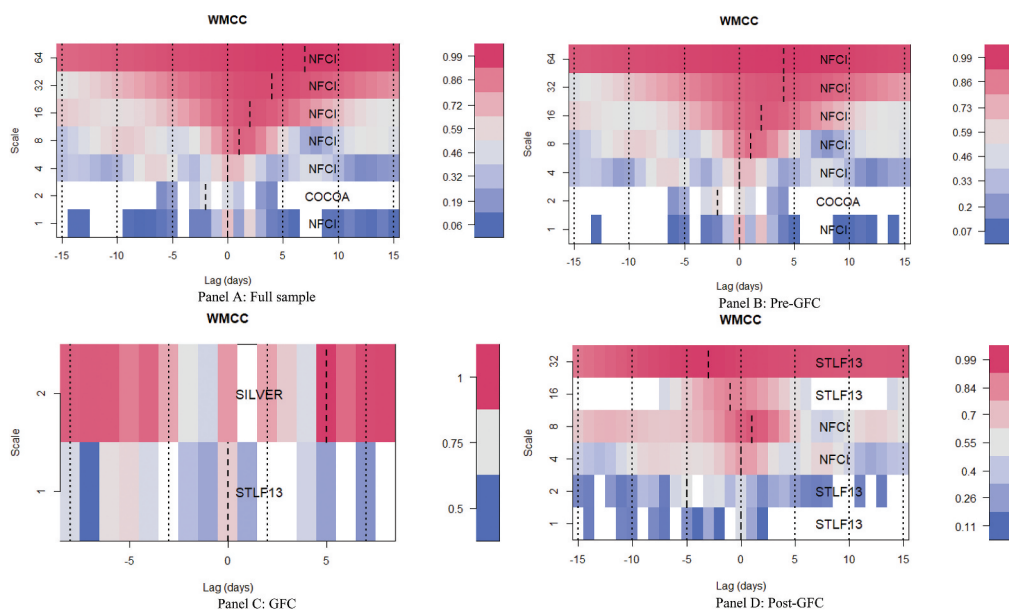 WMCC
Scale
64
32
16
8
4
2
1
NFCI
NFCI
NFCI
NFCI
NFCI
COCOA
NFCI
-15
-10
-5
0
5
10
15
Lag (days)
0.99
0.86
0.72
0.59
0.45
0.32
0.19
0.06
Panel A: Full sample
WMCC
Scale
64
32
16
8
4
2
1
NFCI
NFCI
NFCI
NFCI
NFCI
COCOA
NFCI
-15
-10
-5
0
5
10
15
Lag (days)
0.99
0.86
0.73
0.59
0.46
0.33
0.2
0.07
Panel B: Pre-GFC
WMCC
Scale
2
1
SILVER
STLF13
-5
0
5
Lag (days)
1
0.75
0.5
Panel C: GFC
WMCC
Scale
32
16
8
4
2
1
STLF13
STLF13
NFCI
NFCI
STLF13
STLF13
-15
-10
-5
0
5
10
15
Lag (days)
0.99
0.84
0.7
0.55
0.4
0.26
0.11
Panel D: Post-GFC